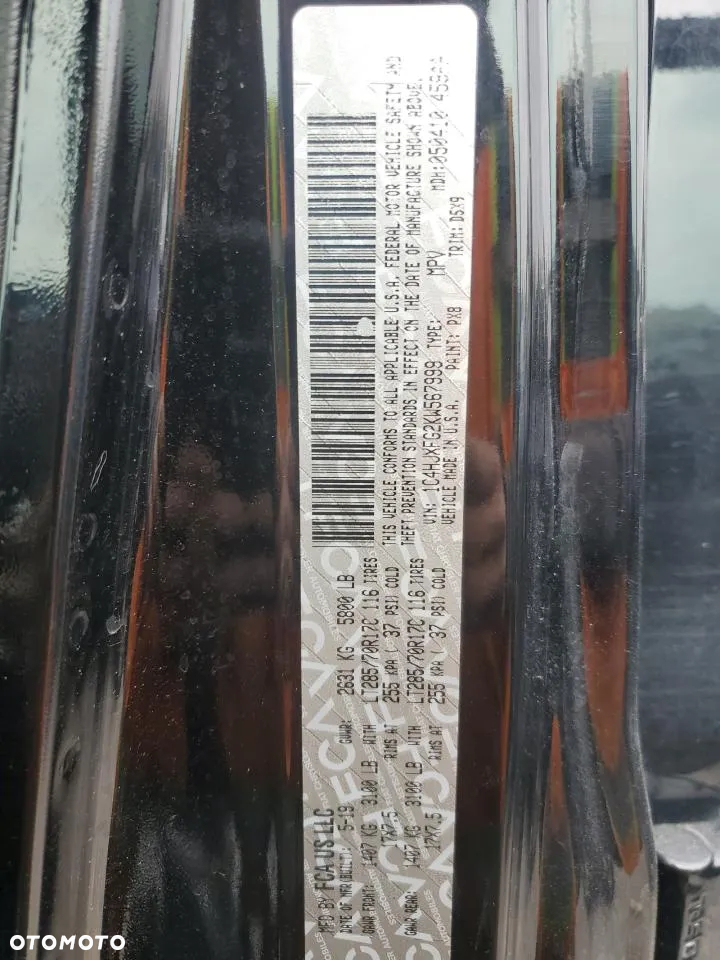 MFD BY FCA US LLC
DATE OF MFR: 5-19 GVWR: 2631 KG 5800 LB
GAWR FRONT: 1407 KG 3100 LB WITH LT285/70R17C 116 TIRES
17X7.5 RIMS AT 255 KPA ( 37 PSI) COLD
GAWR REAR: 1407 KG 3100 LB WITH LT285/70R17C 116 TIRES
17X7.5 RIMS AT 255 KPA ( 37 PSI) COLD
THIS VEHICLE CONFORMS TO ALL APPLICABLE U.S.A. FEDERAL MOTOR VEHICLE SAFETY AND
THEFT PREVENTION STANDARDS IN EFFECT ON THE DATE OF MANUFACTURE SHOWN ABOVE.
VIN: 1C4HJXFG2KW567999 TYPE: MPV MDH:050410 459AA
VEHICLE MADE IN U.S.A. PAINT: PX8 TRIM: D5X9
OTOMOTO